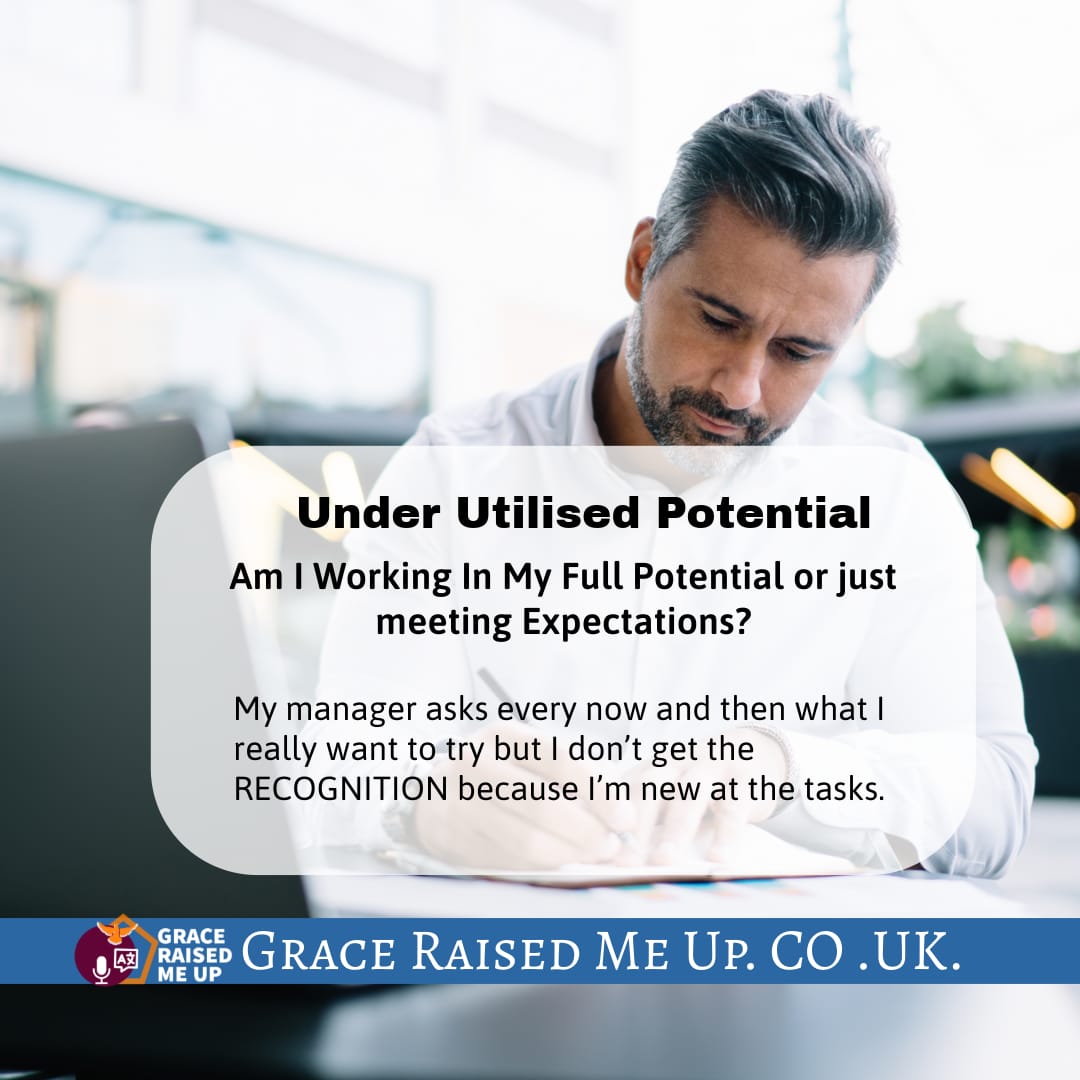 Under Utilised Potential
Am I Working In My Full Potential or just
meeting Expectations?
My manager asks every now and then what I
really want to try but I don’t get the
RECOGNITION because I’m new at the tasks.
GRACE
RAISED
ME UP
A文
GRACE RAISED ME UP. CO .UK.